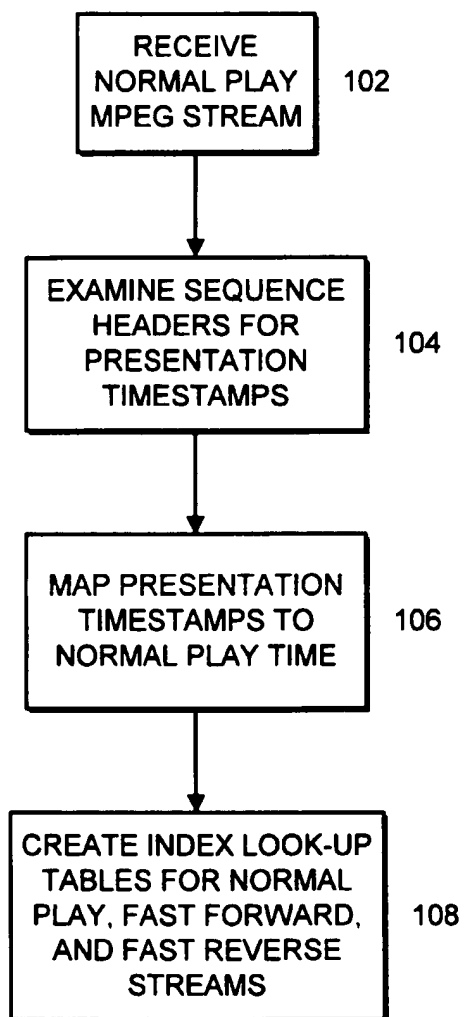 RECEIVE
NORMAL PLAY
MPEG STREAM
102
EXAMINE SEQUENCE
HEADERS FOR
PRESENTATION
TIMESTAMPS
104
MAP PRESENTATION
TIMESTAMPS TO
NORMAL PLAY TIME
106
CREATE INDEX LOOK-UP
TABLES FOR NORMAL
PLAY, FAST FORWARD,
AND FAST REVERSE
STREAMS
108